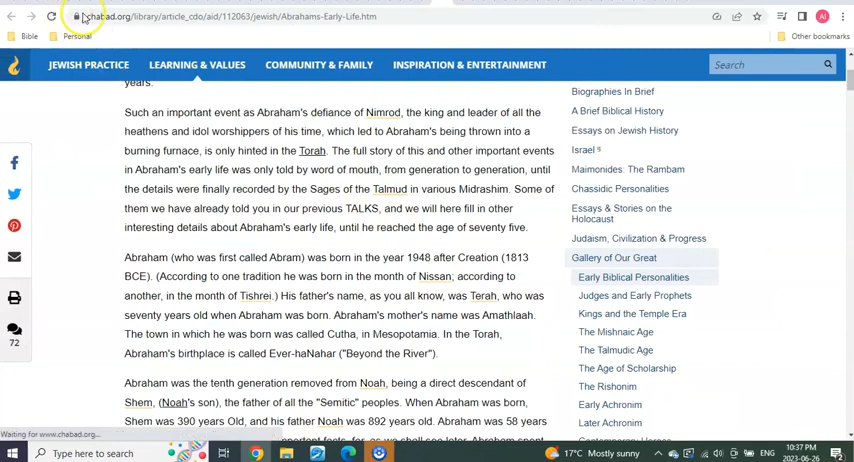 chabad.org/library/article_cdo/aid/112063/jewish/Abrahams-Early-Life.htm
AI
Bible
Personal
Other bookmarks
JEWISH PRACTICE
LEARNING & VALUES
COMMUNITY & FAMILY
INSPIRATION & ENTERTAINMENT
Search
years.
Such an important event as Abraham's defiance of Nimrod, the king and leader of all the
heathens and idol worshippers of his time, which led to Abraham's being thrown into a
burning furnace, is only hinted in the Torah. The full story of this and other important events
in Abraham's early life was only told by word of mouth, from generation to generation, until
the details were finally recorded by the Sages of the Talmud in various Midrashim. Some of
them we have already told you in our previous TALKS, and we will here fill in other
interesting details about Abraham's early life, until he reached the age of seventy five.
Abraham (who was first called Abram) was born in the year 1948 after Creation (1813
BCE). (According to one tradition he was born in the month of Nissan; according to
another, in the month of Tishrei.) His father's name, as you all know, was Terah, who was
seventy years old when Abraham was born. Abraham's mother's name was Amathlaah.
The town in which he was born was called Cutha, in Mesopotamia. In the Torah,
Abraham's birthplace is called Ever-haNahar ("Beyond the River").
Abraham was the tenth generation removed from Noah, being a direct descendant of
Shem, (Noah's son), the father of all the "Semitic" peoples. When Abraham was born,
Shem was 390 years Old, and his father Noah was 892 years old. Abraham was 58 years
important facts, for, as we shall see later, Abraham spent
Biographies In Brief
A Brief Biblical History
Essays on Jewish History
Israel
Maimonides: The Rambam
Chassidic Personalities
Essays & Stories on the
Holocaust
Judaism, Civilization & Progress
Gallery of Our Great
Early Biblical Personalities
Judges and Early Prophets
Kings and the Temple Era
The Mishnaic Age
The Talmudic Age
The Age of Scholarship
The Rishonim
Early Achronim
Later Achronim
Contemporary Heroes
72
Waiting for www.chabad.org...
Type here to search
17°C Mostly sunny
ENG
10:37 PM
2023-06-26
2